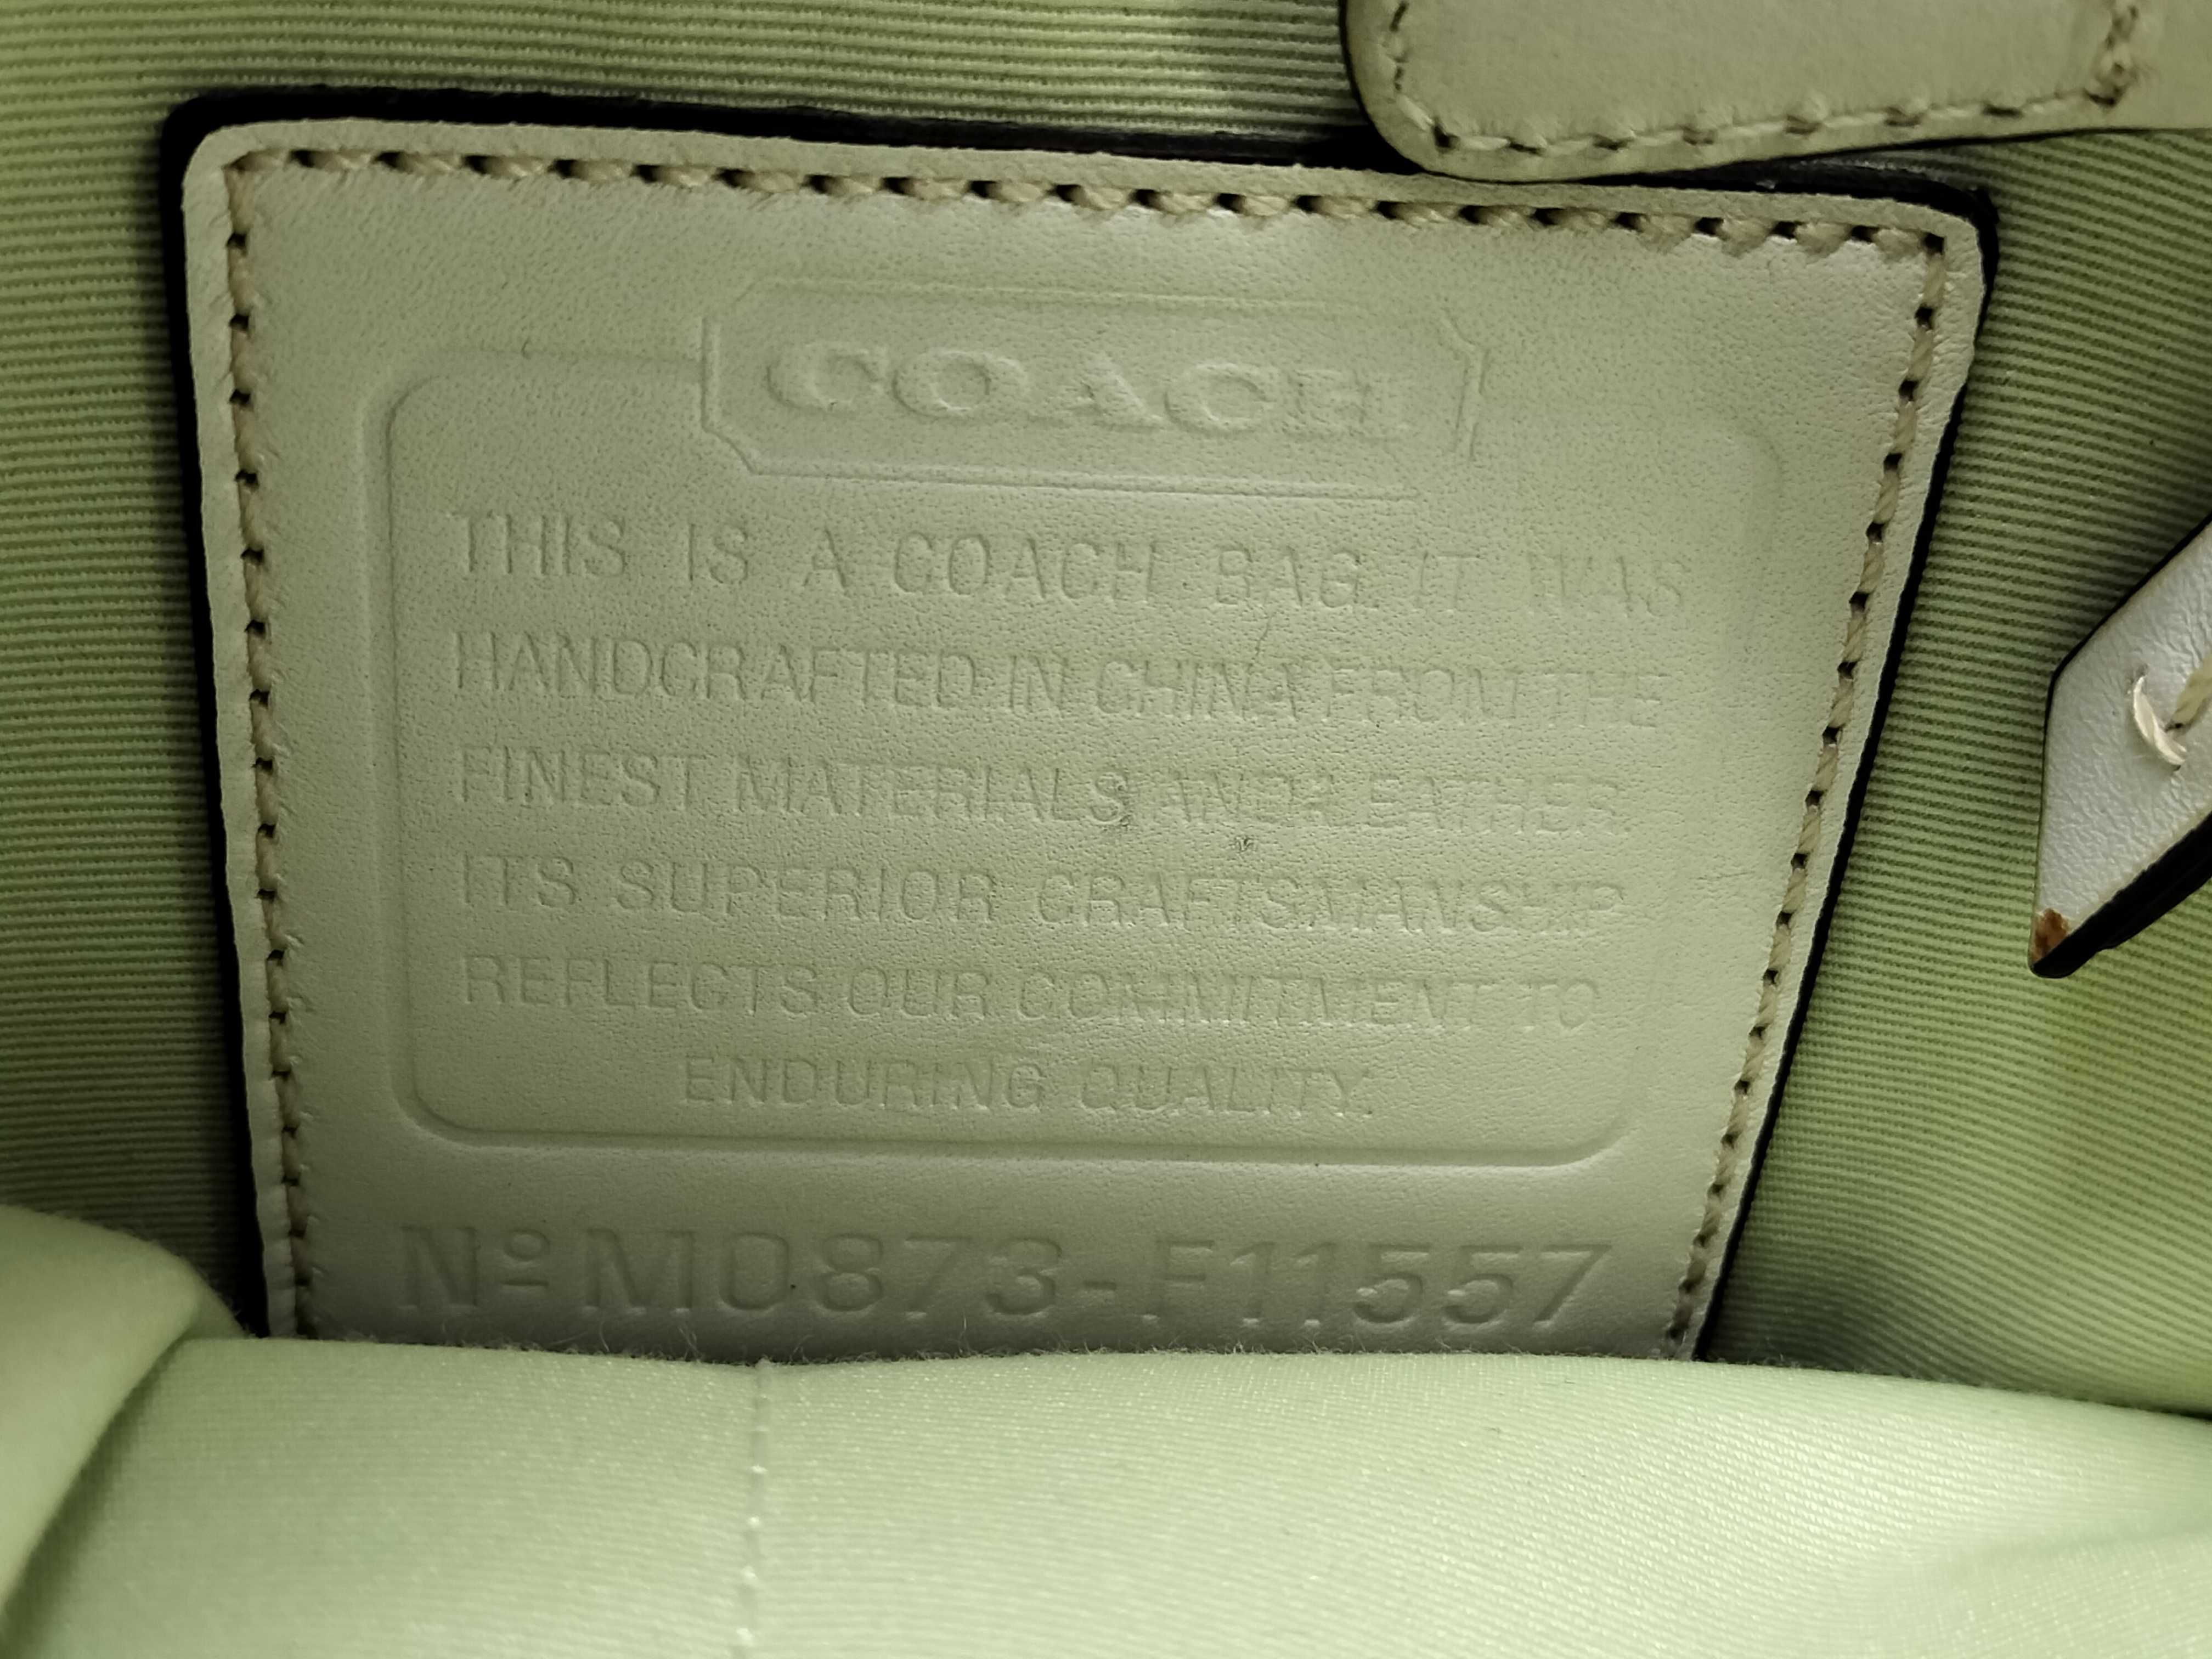 COACH
THIS IS A COACH BAG. IT WAS
HANDCRAFTED IN CHINA FROM THE
FINEST MATERIALS AND LEATHER.
ITS SUPERIOR CRAFTSMANSHIP
REFLECTS OUR COMMITMENT TO
ENDURING QUALITY.
Nº M0873-F11557